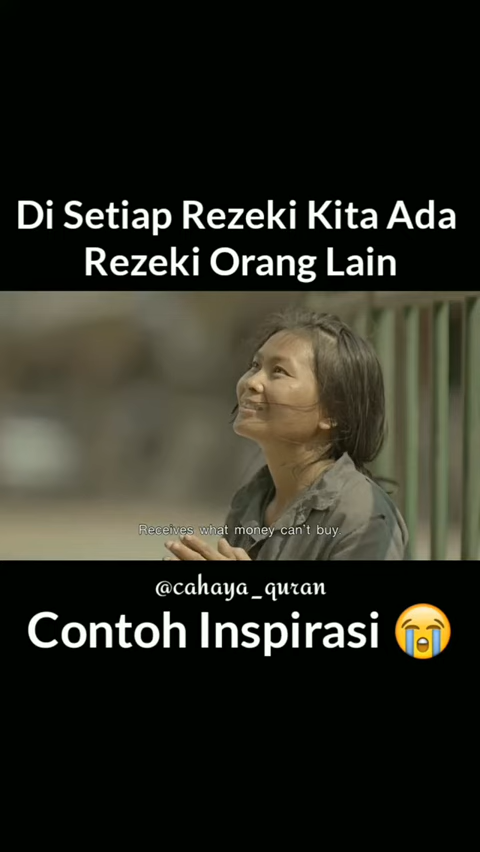 Di Setiap Rezeki Kita Ada
Rezeki Orang Lain
Receives what money can't buy.
@cahaya_quran
Contoh Inspirasi 😭